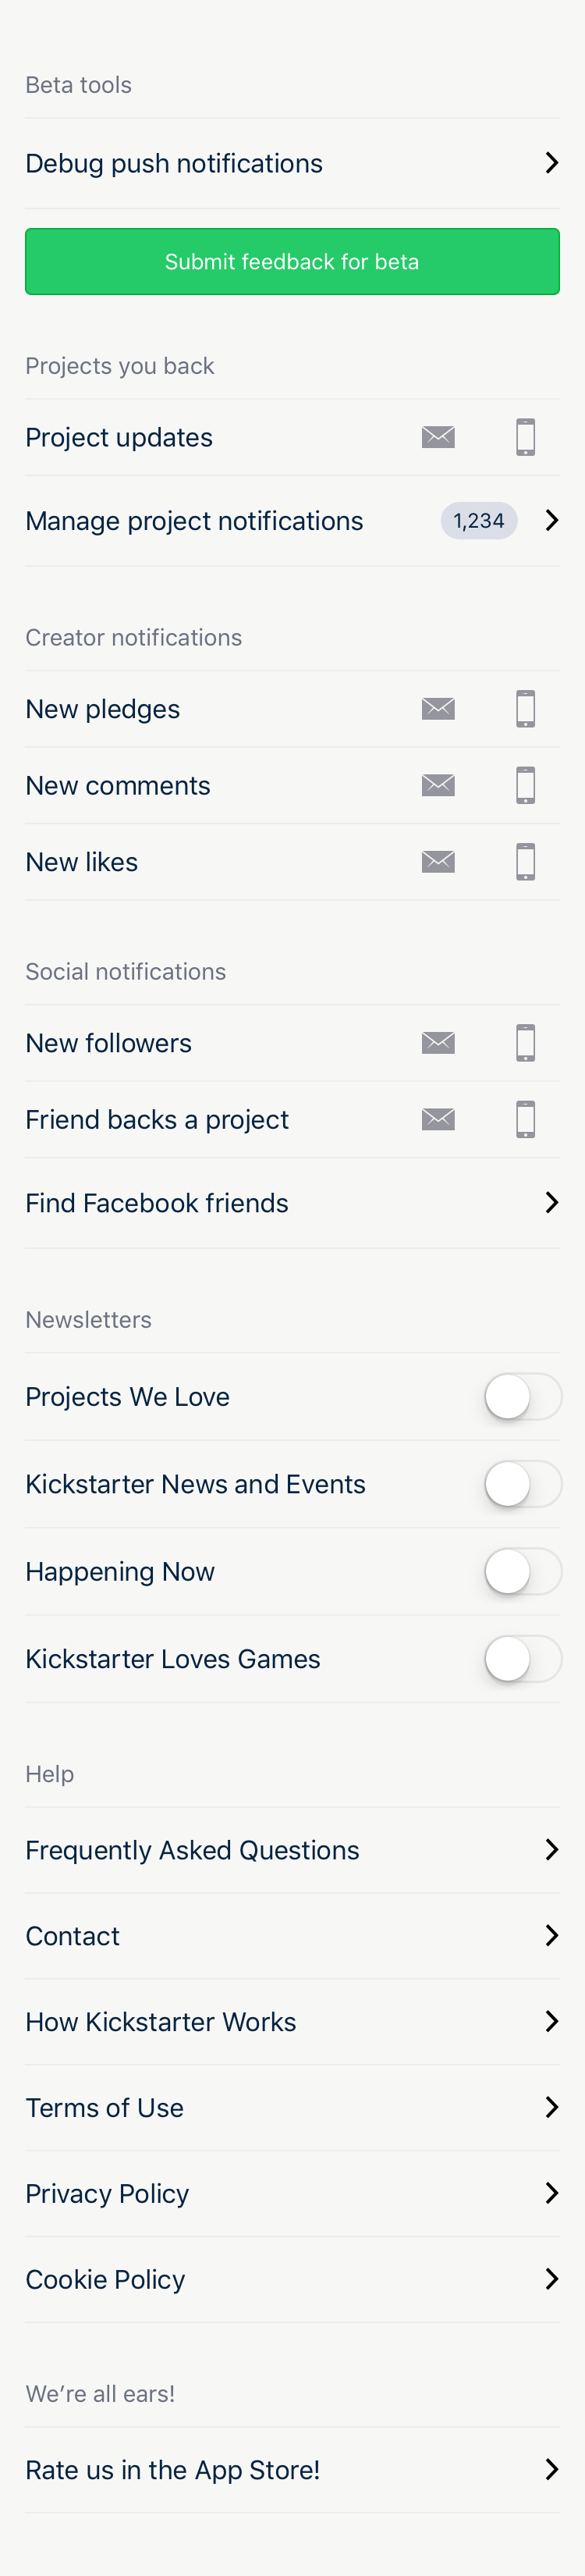 Beta tools
Debug push notifications
Submit feedback for beta
Projects you back
Project updates
Manage project notifications 1,234
Creator notifications
New pledges
New comments
New likes
Social notifications
New followers
Friend backs a project
Find Facebook friends
Newsletters
Projects We Love
Kickstarter News and Events
Happening Now
Kickstarter Loves Games
Help
Frequently Asked Questions
Contact
How Kickstarter Works
Terms of Use
Privacy Policy
Cookie Policy
We’re all ears!
Rate us in the App Store!